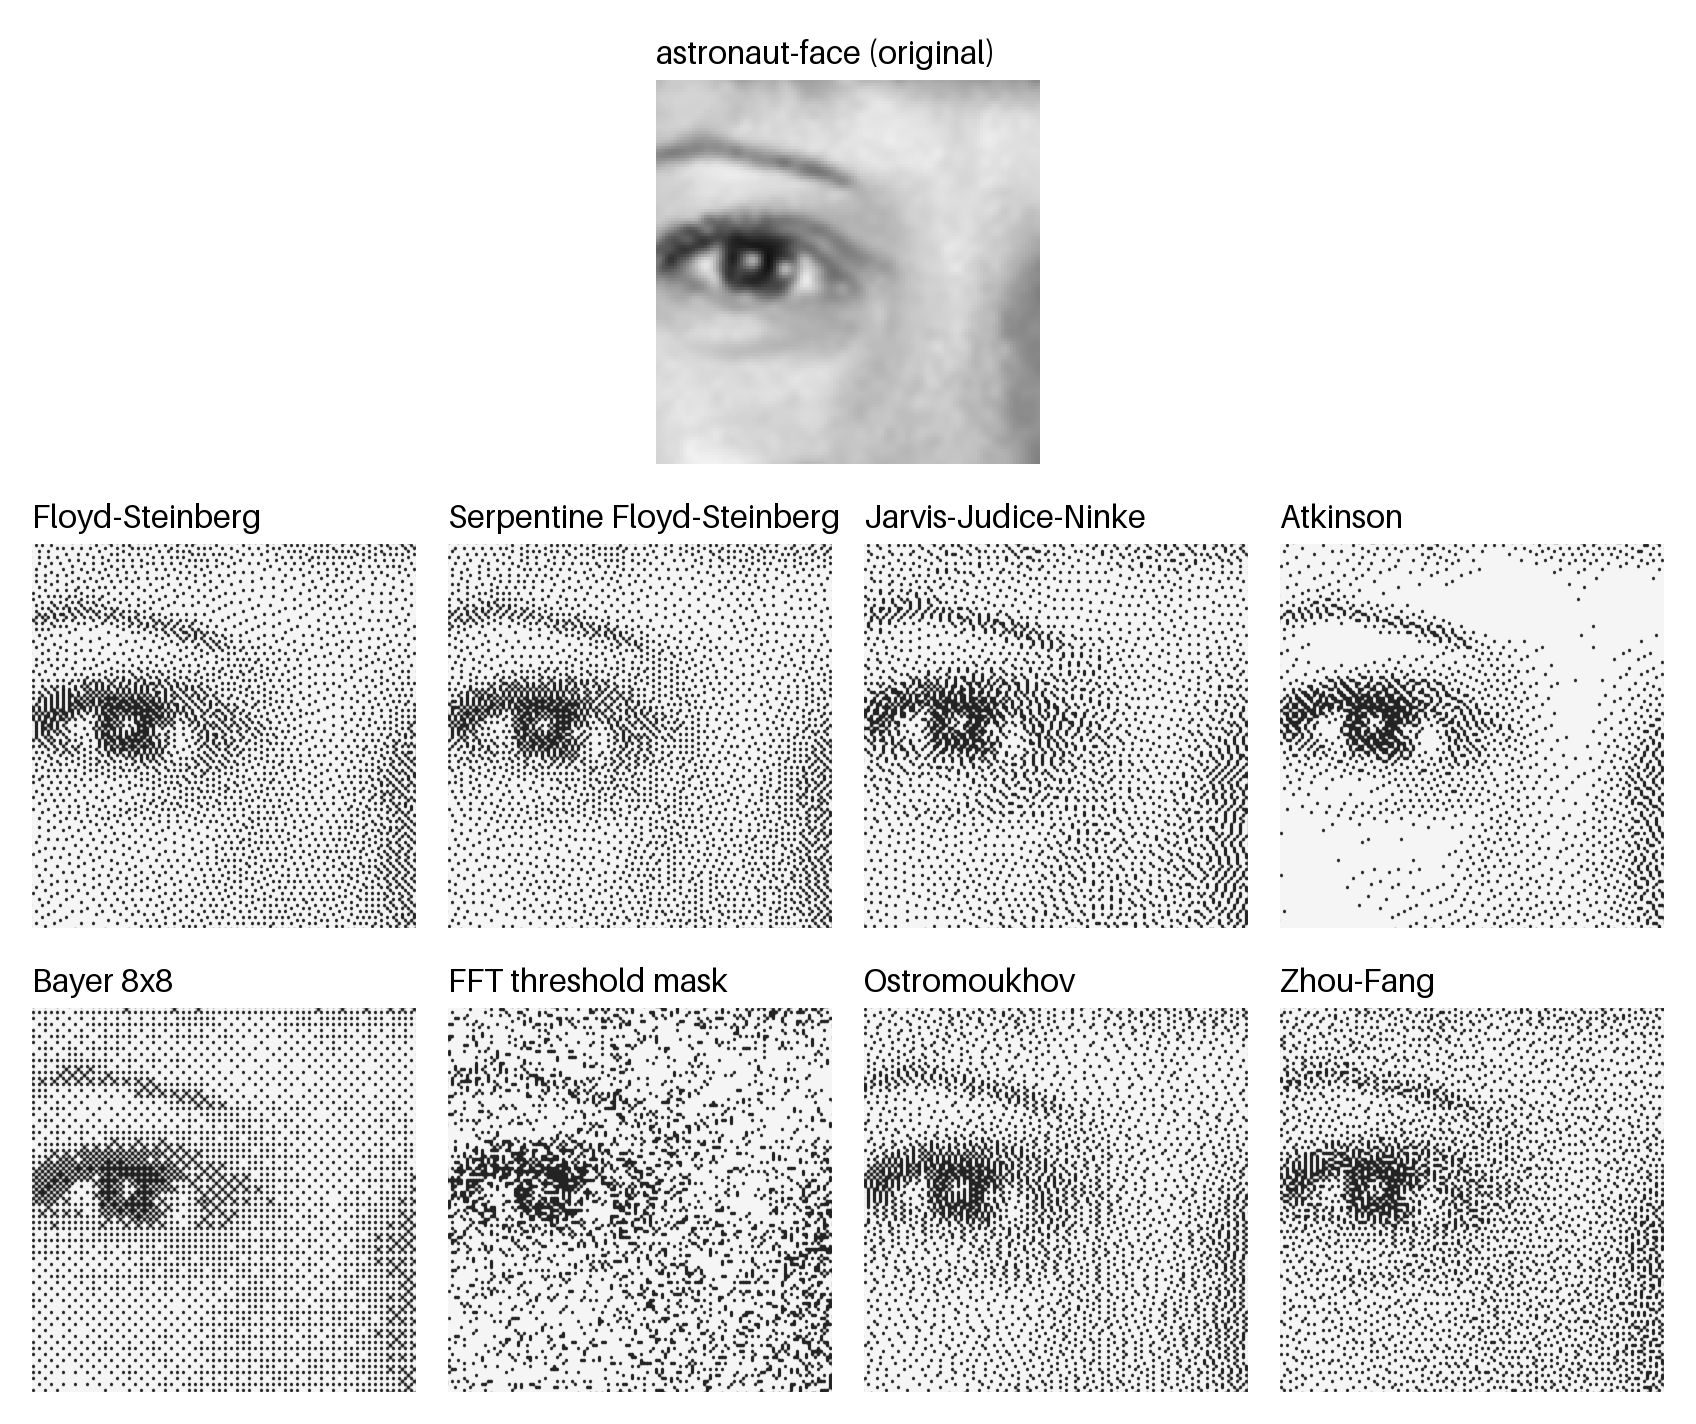 astronaut-face (original)
Floyd-Steinberg
Serpentine Floyd-Steinberg
Jarvis-Judice-Ninke
Atkinson
Bayer 8x8
FFT threshold mask
Ostromoukhov
Zhou-Fang